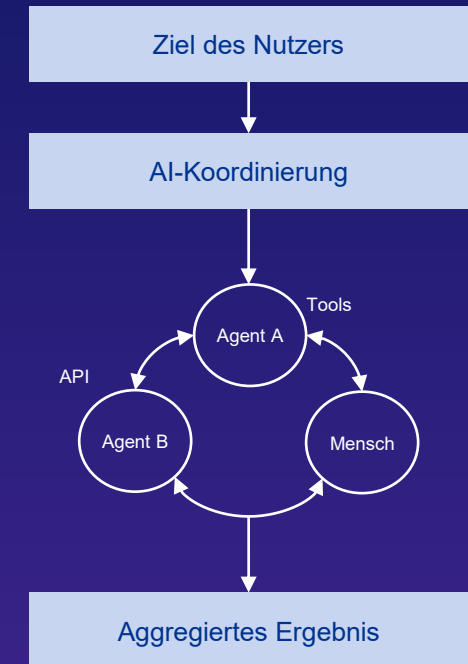 Ziel des Nutzers
AI-Koordinierung
Tools
Agent A
API
Agent B
Mensch
Aggregiertes Ergebnis